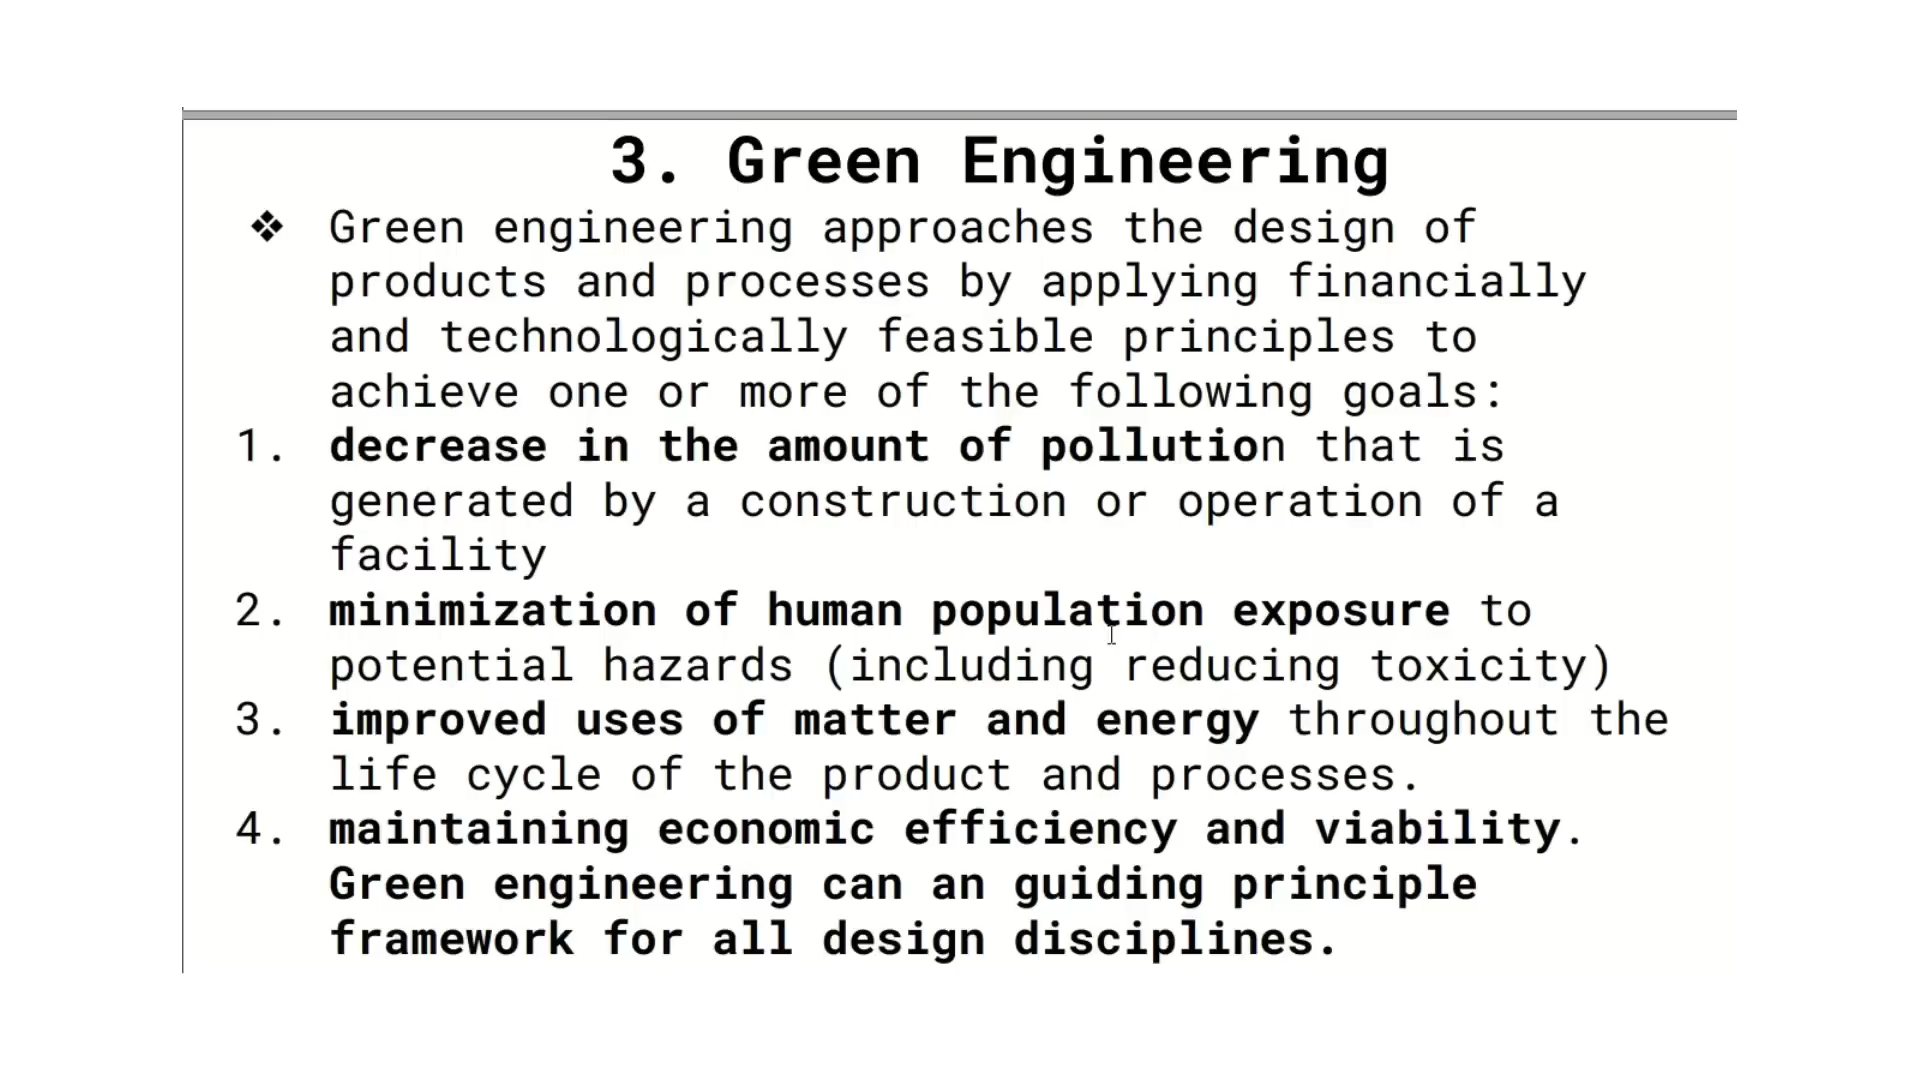 3. Green Engineering
❖ Green engineering approaches the design of
products and processes by applying financially
and technologically feasible principles to
achieve one or more of the following goals:
1. decrease in the amount of pollution that is
generated by a construction or operation of a
facility
2. minimization of human population exposure to
potential hazards (including reducing toxicity)
3. improved uses of matter and energy throughout the
life cycle of the product and processes.
4. maintaining economic efficiency and viability.
Green engineering can an guiding principle
framework for all design disciplines.